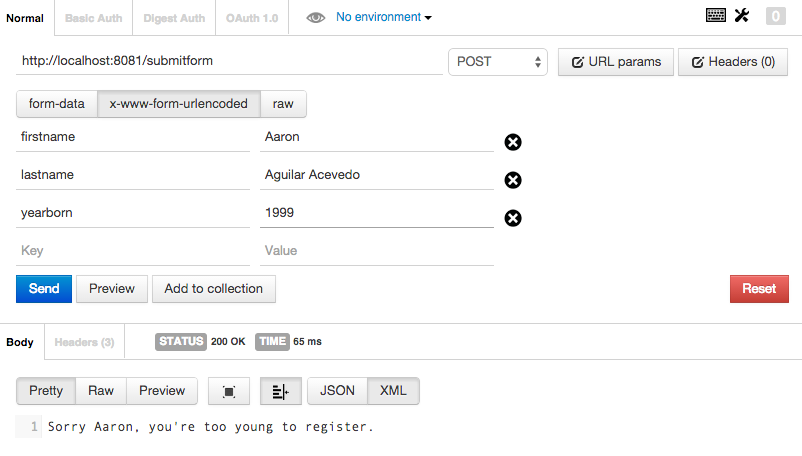 Normal Basic Auth Digest Auth OAuth 1.0 No environment 0
http://localhost:8081/submitform POST URL params Headers (0)
form-data x-www-form-urlencoded raw
firstname Aaron
lastname Aguilar Acevedo
yearborn 1999
Key Value
Send Preview Add to collection Reset
Body Headers (3) STATUS 200 OK TIME 65 ms
Pretty Raw Preview JSON XML
1 Sorry Aaron, you're too young to register.